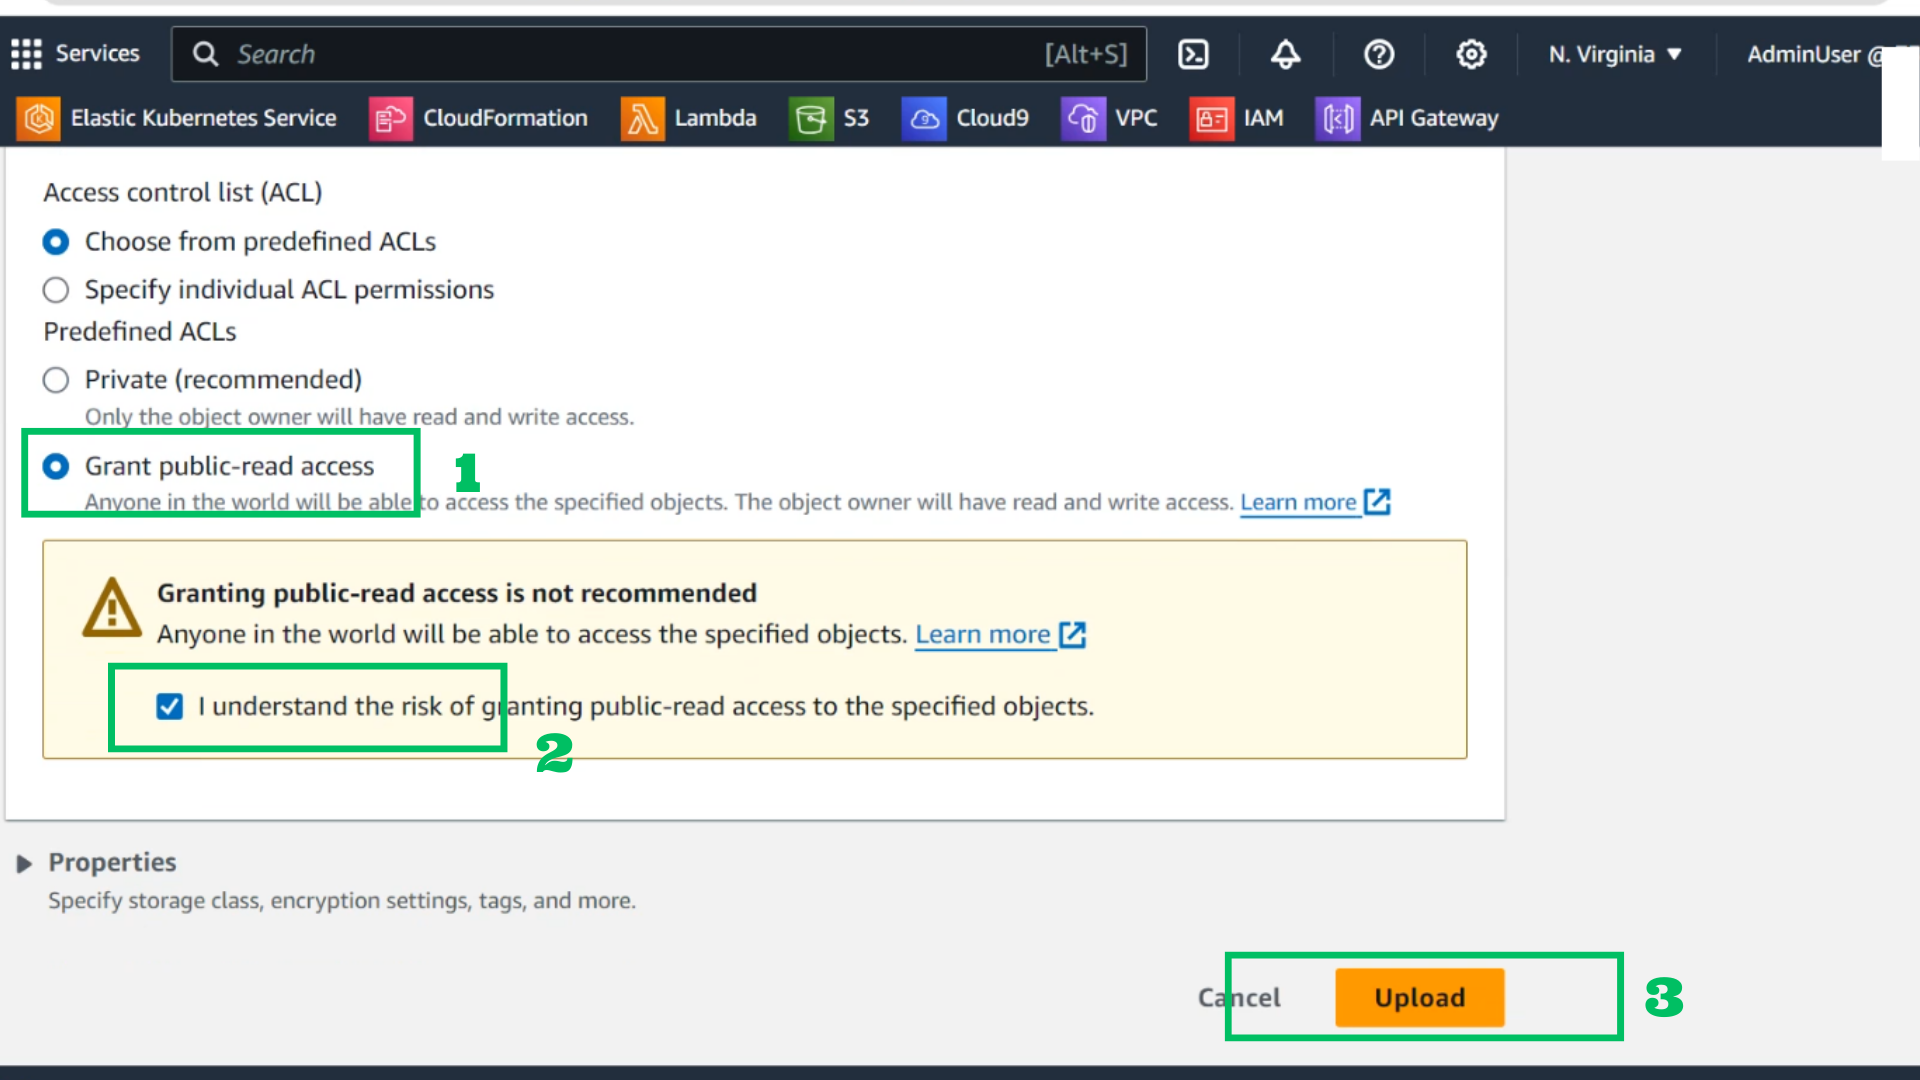 Services Search [Alt+S] N. Virginia AdminUser @
Elastic Kubernetes Service CloudFormation Lambda S3 Cloud9 VPC IAM API Gateway
Access control list (ACL)
Choose from predefined ACLs
Specify individual ACL permissions
Predefined ACLs
Private (recommended)
Only the object owner will have read and write access.
Grant public-read access 1
Anyone in the world will be able to access the specified objects. The object owner will have read and write access. Learn more
Granting public-read access is not recommended
Anyone in the world will be able to access the specified objects. Learn more
I understand the risk of granting public-read access to the specified objects.
2
Properties
Specify storage class, encryption settings, tags, and more.
Cancel Upload 3